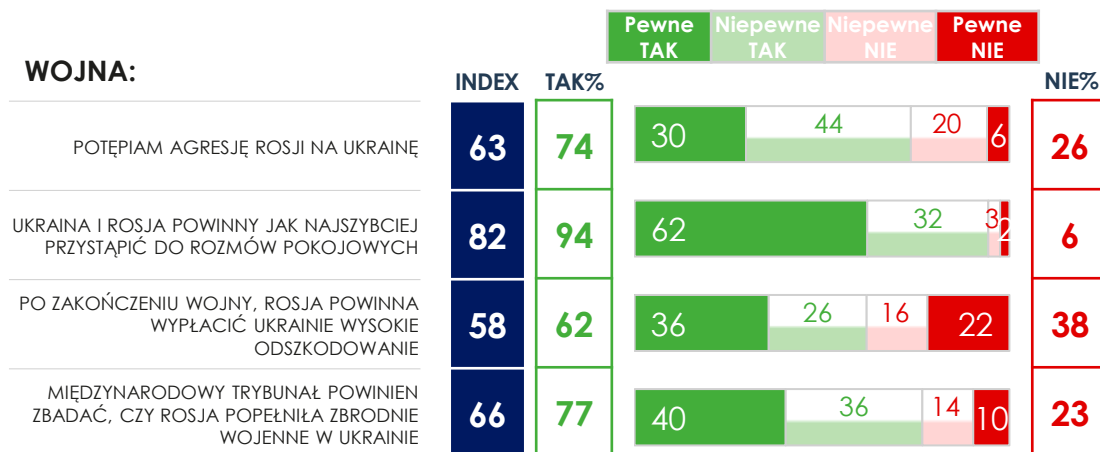 Pewne TAK Niepewne TAK Niepewne NIE Pewne NIE
WOJNA:
INDEX TAK% NIE%
POTĘPIAM AGRESJĘ ROSJI NA UKRAINĘ 63 74 30 44 20 6 26
UKRAINA I ROSJA POWINNY JAK NAJSZYBCIEJ
PRZYSTĄPIĆ DO ROZMÓW POKOJOWYCH 82 94 62 32 3 2 6
PO ZAKOŃCZENIU WOJNY, ROSJA POWINNA
WYPŁACIĆ UKRAINIE WYSOKIE
ODSZKODOWANIE 58 62 36 26 16 22 38
MIĘDZYNARODOWY TRYBUNAŁ POWINIEN
ZBADAĆ, CZY ROSJA POPEŁNIŁA ZBRODNIE
WOJENNE W UKRAINIE 66 77 40 36 14 10 23